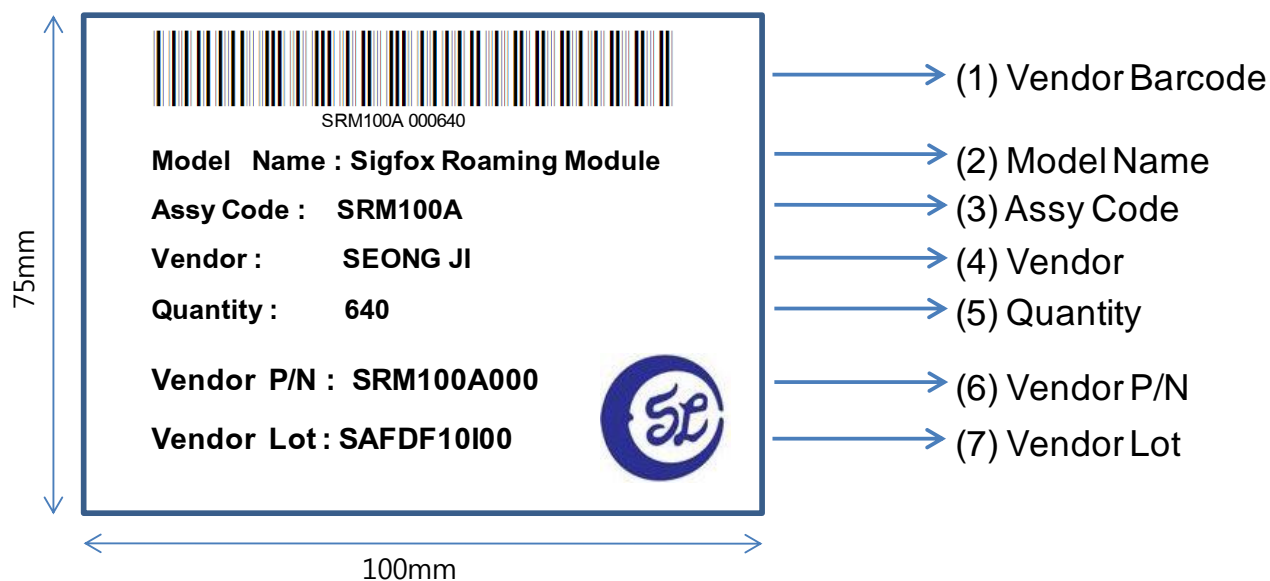 SRM100A 000640
Model Name : Sigfox Roaming Module
Assy Code : SRM100A
Vendor : SEONG JI
Quantity : 640
Vendor P/N : SRM100A000
Vendor Lot : SAFDF10I00
75mm
100mm
(1) Vendor Barcode
(2) Model Name
(3) Assy Code
(4) Vendor
(5) Quantity
(6) Vendor P/N
(7) Vendor Lot